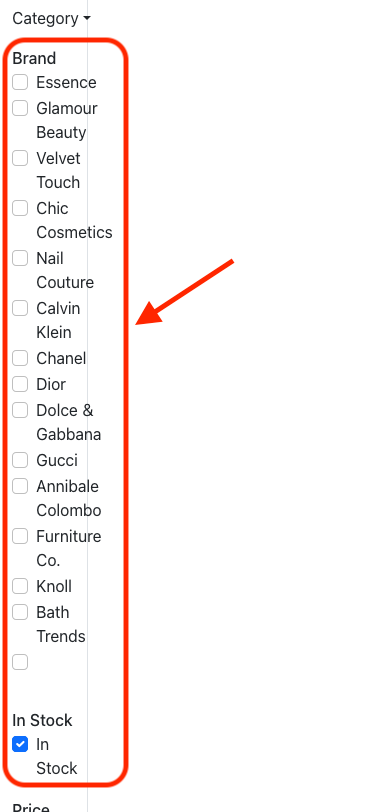 Category
Brand
Essence
Glamour
Beauty
Velvet
Touch
Chic
Cosmetics
Nail
Couture
Calvin
Klein
Chanel
Dior
Dolce &
Gabbana
Gucci
Annibale
Colombo
Furniture
Co.
Knoll
Bath
Trends
In Stock
In
Stock
Price